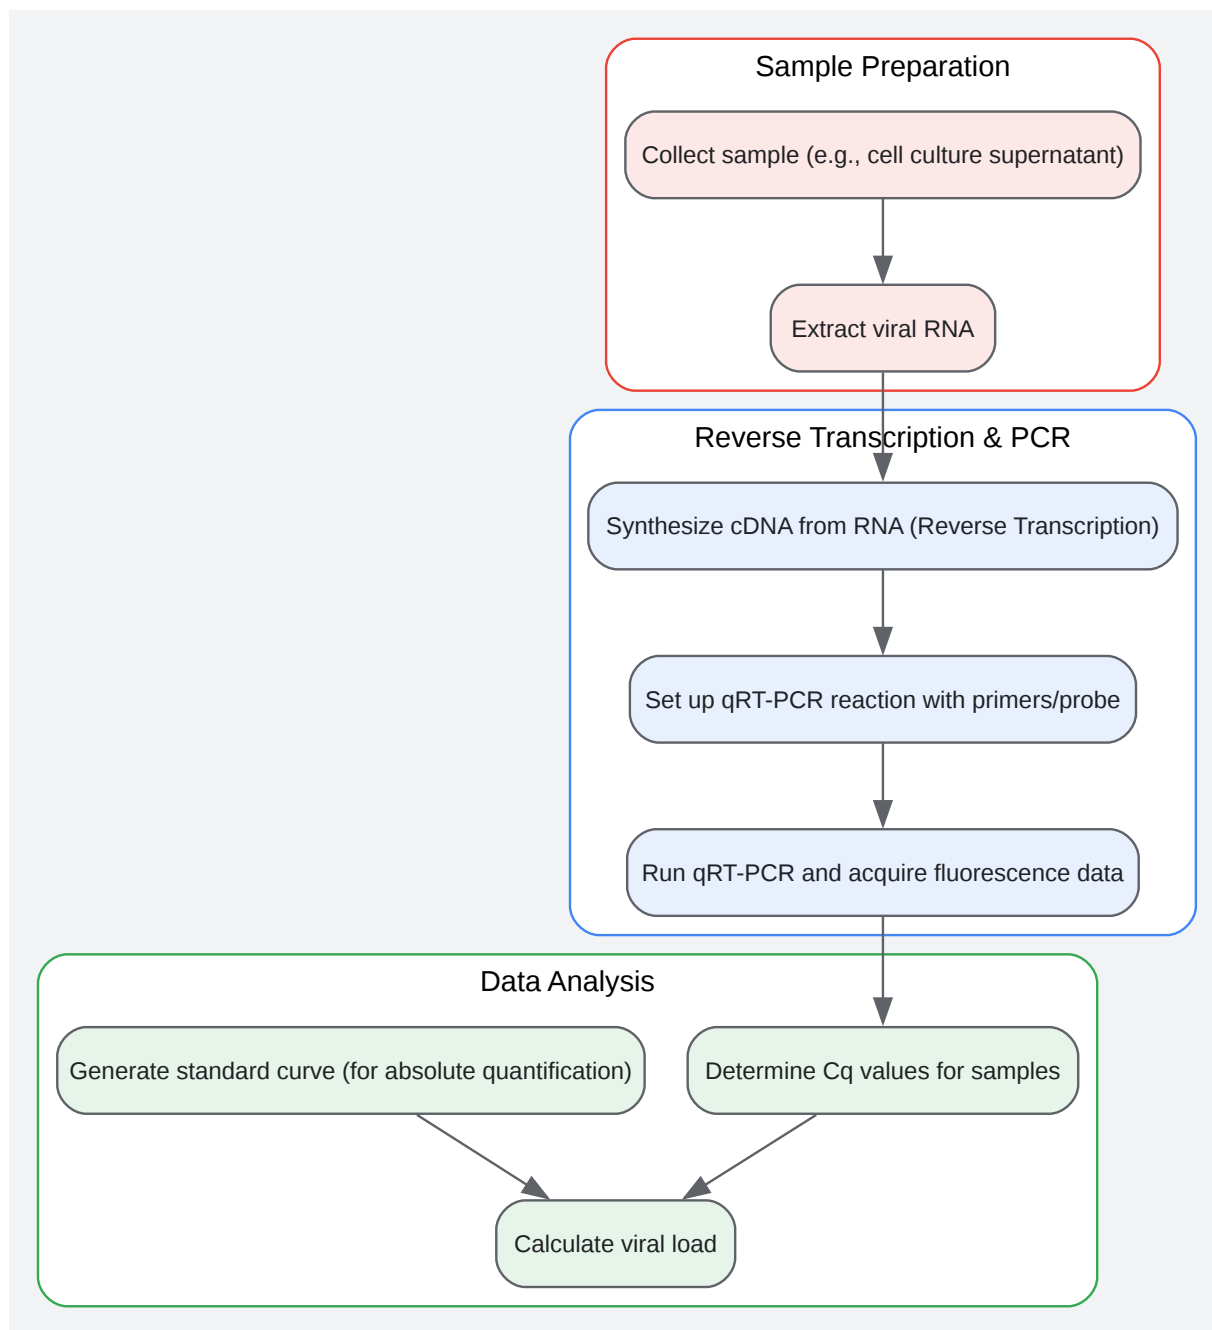 Sample Preparation
Collect sample (e.g., cell culture supernatant)
Extract viral RNA
Reverse Transcription & PCR
Synthesize cDNA from RNA (Reverse Transcription)
Set up qRT-PCR reaction with primers/probe
Run qRT-PCR and acquire fluorescence data
Data Analysis
Generate standard curve (for absolute quantification)
Determine Cq values for samples
Calculate viral load